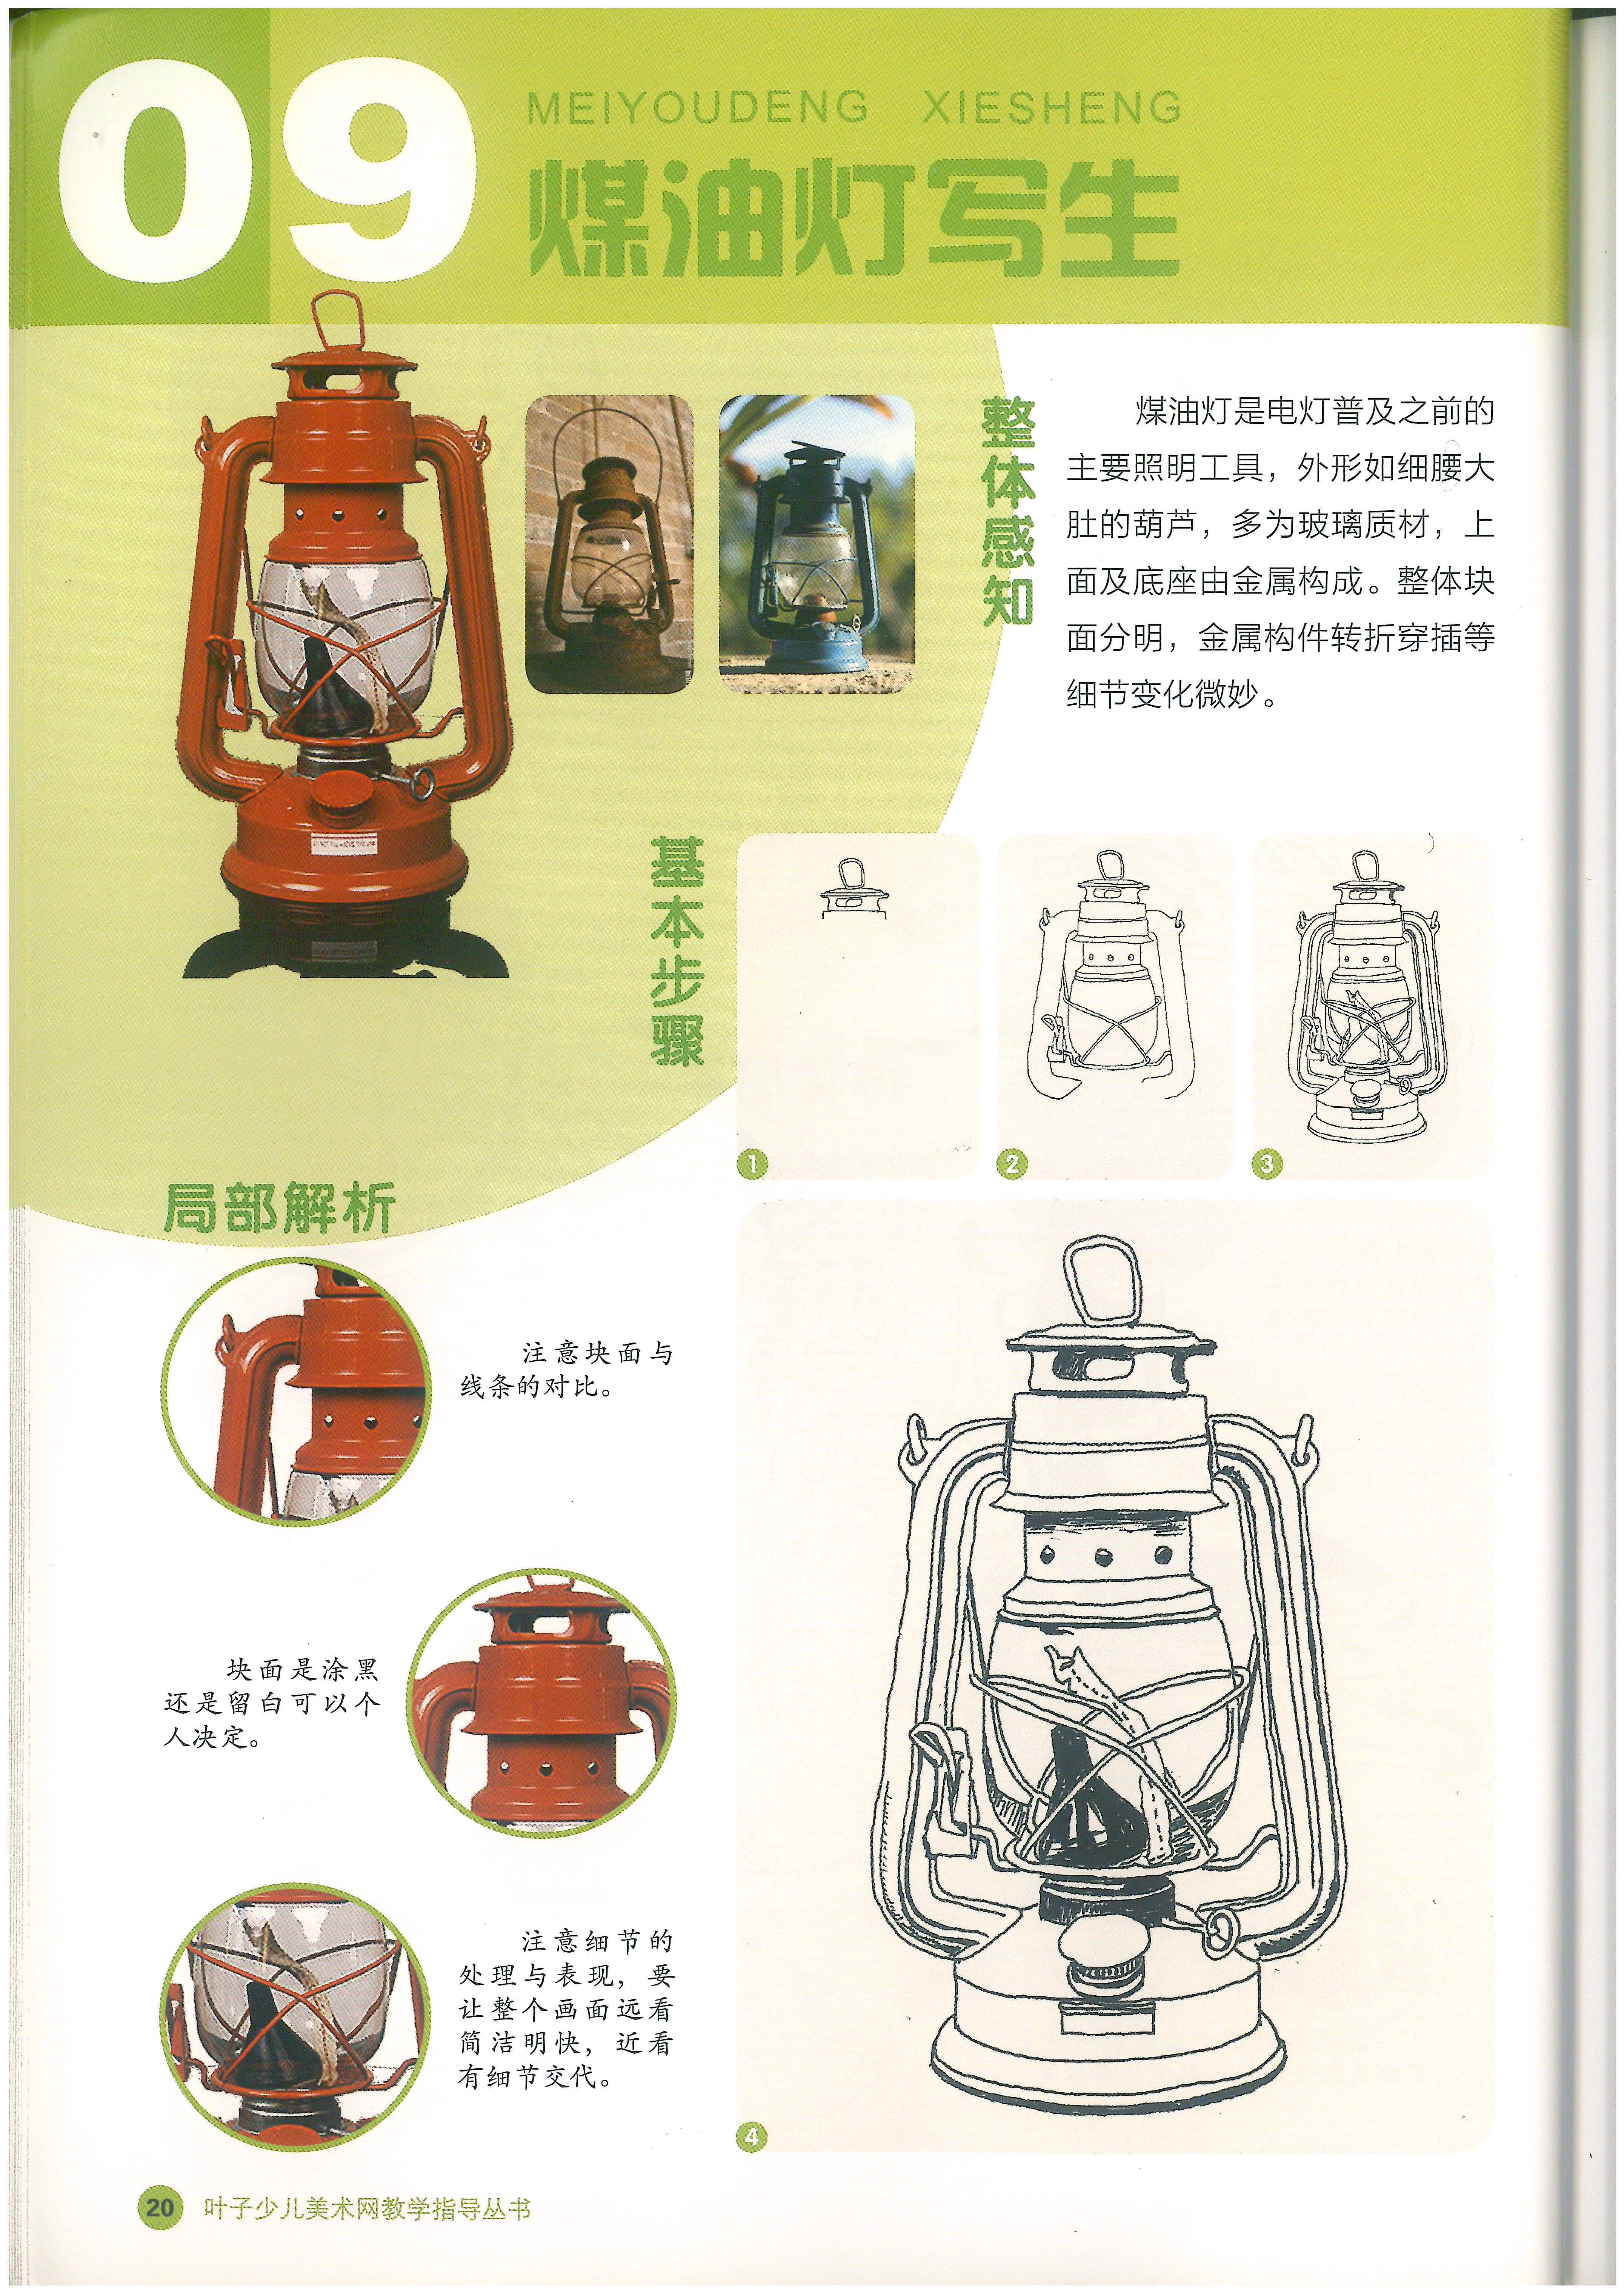 09
MEIYOUDENG XIESHENG
煤油灯写生
整体感知
煤油灯是电灯普及之前的
主要照明工具，外形如细腰大
肚的葫芦，多为玻璃质材，上
面及底座由金属构成。整体块
面分明，金属构件转折穿插等
细节变化微妙。
基本步骤
1
2
3
4
局部解析
注意块面与
线条的对比。
块面是涂黑
还是留白可以个
人决定。
注意细节的
处理与表现，要
让整个画面远看
简洁明快，近看
有细节交代。
20 叶子少儿美术网教学指导丛书